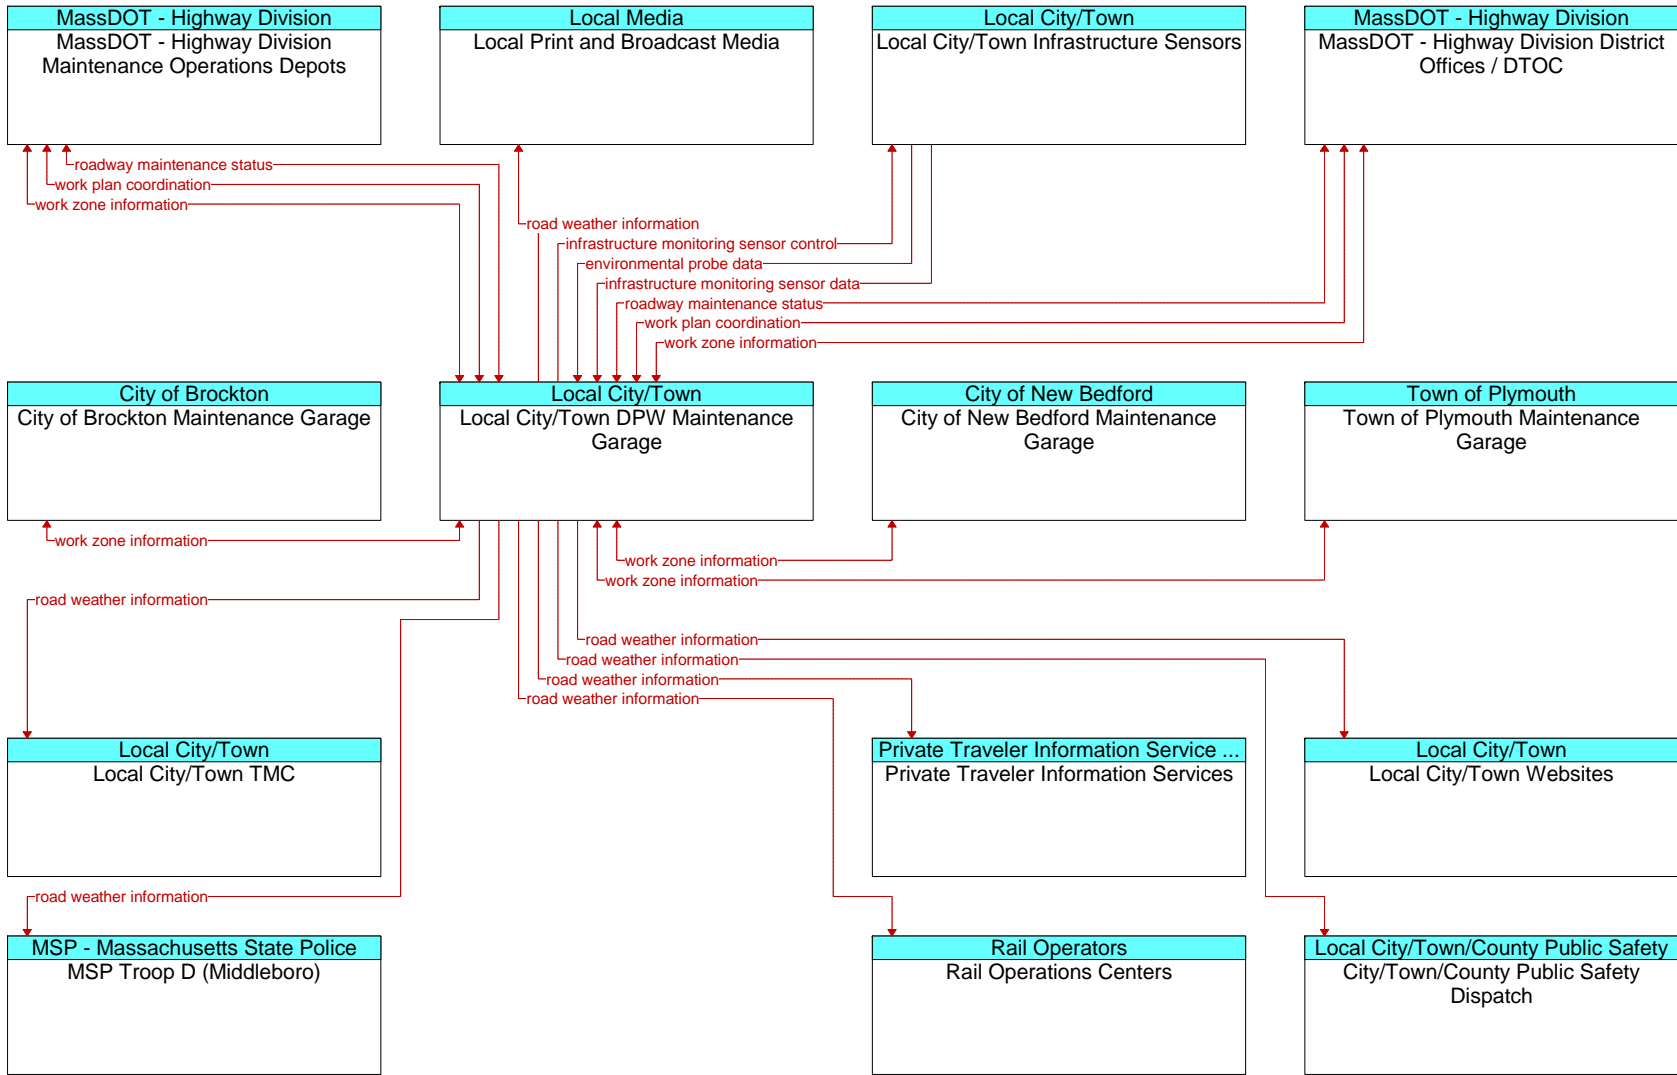 MassDOT - Highway Division
MassDOT - Highway Division
Maintenance Operations Depots
Local Media
Local Print and Broadcast Media
Local City/Town
Local City/Town Infrastructure Sensors
MassDOT - Highway Division
MassDOT - Highway Division District
Offices / DTOC
roadway maintenance status
work plan coordination
work zone information
road weather information
infrastructure monitoring sensor control
environmental probe data
infrastructure monitoring sensor data
roadway maintenance status
work plan coordination
work zone information
City of Brockton
City of Brockton Maintenance Garage
Local City/Town
Local City/Town DPW Maintenance
Garage
City of New Bedford
City of New Bedford Maintenance
Garage
Town of Plymouth
Town of Plymouth Maintenance
Garage
work zone information
work zone information
work zone information
road weather information
road weather information
road weather information
road weather information
road weather information
Local City/Town
Local City/Town TMC
Private Traveler Information Service ...
Private Traveler Information Services
Local City/Town
Local City/Town Websites
road weather information
MSP - Massachusetts State Police
MSP Troop D (Middleboro)
Rail Operators
Rail Operations Centers
Local City/Town/County Public Safety
City/Town/County Public Safety
Dispatch